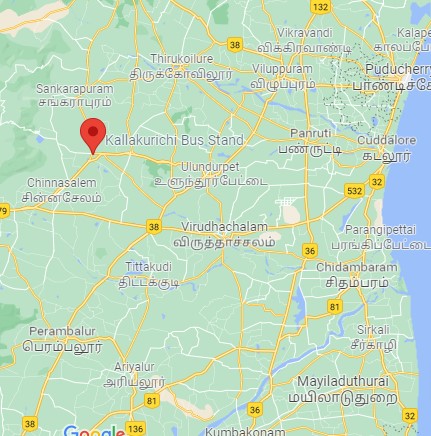 132
Vikravandi
விக்கிரவாண்டி
38
Thirukoilure
திருக்கோவிலூர்
Viluppuram
விழுப்புரம்
Puducherry
Sankarapuram
சங்கராபுரம்
Kallakurichi Bus Stand
Panruti
பண்ருட்டி
Cuddalore
கடலூர்
Ulundurpet
உளுந்தூர்பேட்டை
Chinnasalem
சின்னசேலம்
532
32
79
38
Virudhachalam
விருத்தாச்சலம்
Parangipettai
பரங்கிபேட்டை
36
Tittakudi
திட்டக்குடி
Chidambaram
சிதம்பரம்
81
Perambalur
பெரம்பலூர்
Sirkali
சீர்காழி
Ariyalur
அரியலூர்
Mayiladuthurai
மயிலாடுதுறை
81
36
38
136
32
Google
Kumbakonam